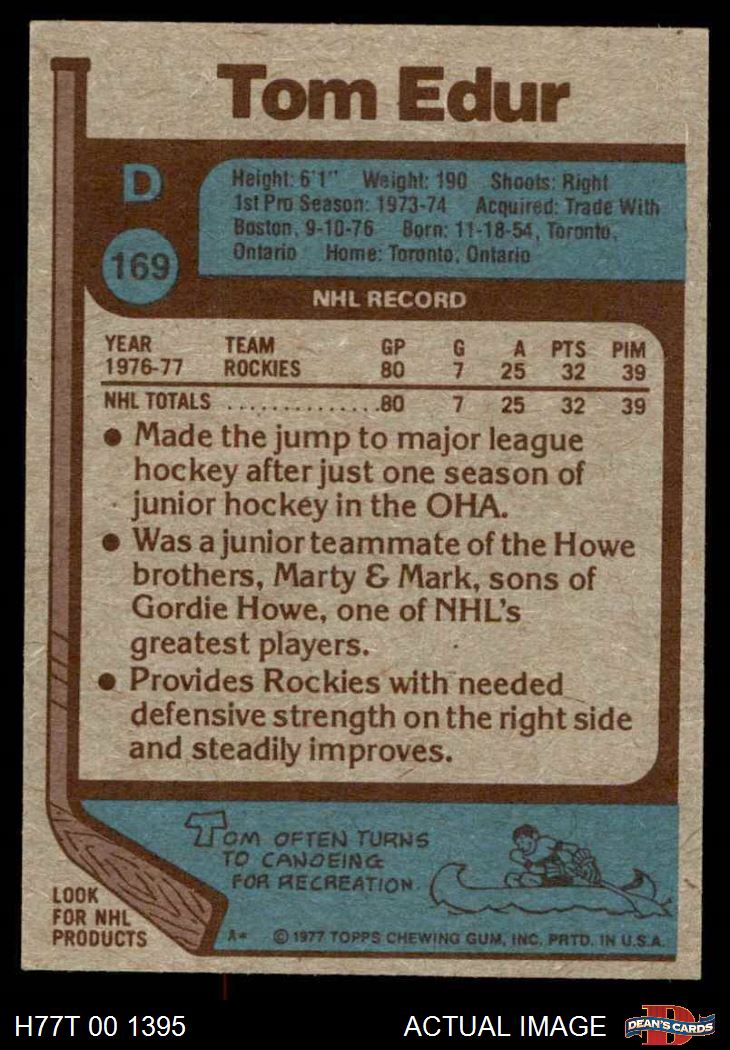 Tom Edur
D
169
Height: 6'1" Weight: 190 Shoots: Right
1st Pro Season: 1973-74 Acquired: Trade With
Boston, 9-10-76 Born: 11-18-54, Toronto,
Ontario Home: Toronto, Ontario
NHL RECORD
YEAR TEAM GP G A PTS PIM
1976-77 ROCKIES 80 7 25 32 39
NHL TOTALS ...............80 7 25 32 39
● Made the jump to major league
hockey after just one season of
junior hockey in the OHA.
● Was a junior teammate of the Howe
brothers, Marty & Mark, sons of
Gordie Howe, one of NHL's
greatest players.
● Provides Rockies with needed
defensive strength on the right side
and steadily improves.
TOM OFTEN TURNS
TO CANOEING
FOR RECREATION.
LOOK
FOR NHL
PRODUCTS
A* © 1977 TOPPS CHEWING GUM, INC. PRTD. IN U.S.A.
H77T 00 1395 ACTUAL IMAGE D DEAN'S CARDS